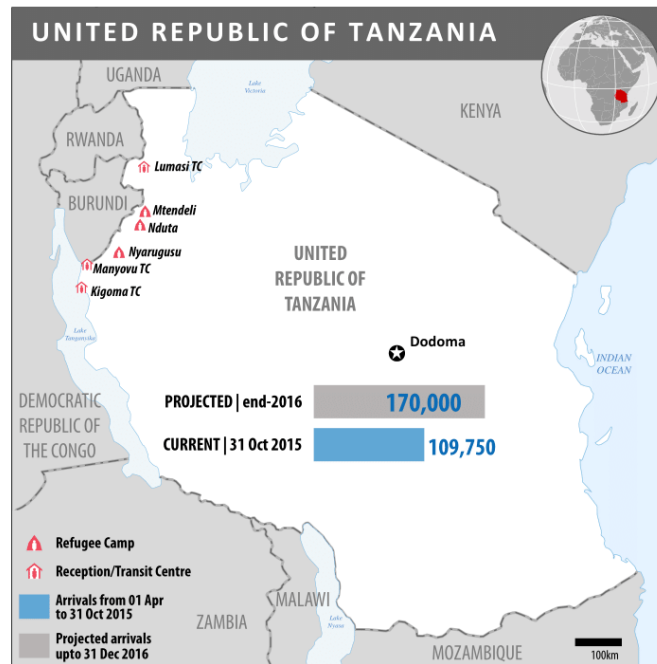 UNITED REPUBLIC OF TANZANIA
UGANDA
Lake
Victoria
KENYA
RWANDA
Lumasi TC
BURUNDI
Mtendeli
Nduta
Nyarugusu
Manyovu TC
Kigoma TC
UNITED
REPUBLIC OF
TANZANIA
Lake
Tanganyika
Dodoma
INDIAN
OCEAN
PROJECTED | end-2016
170,000
CURRENT | 31 Oct 2015
109,750
DEMOCRATIC
REPUBLIC OF
THE CONGO
Refugee Camp
Reception/Transit Centre
Arrivals from 01 Apr
to 31 Oct 2015
Projected arrivals
upto 31 Dec 2016
ZAMBIA
MALAWI
Lake
Nyasa
MOZAMBIQUE
100km